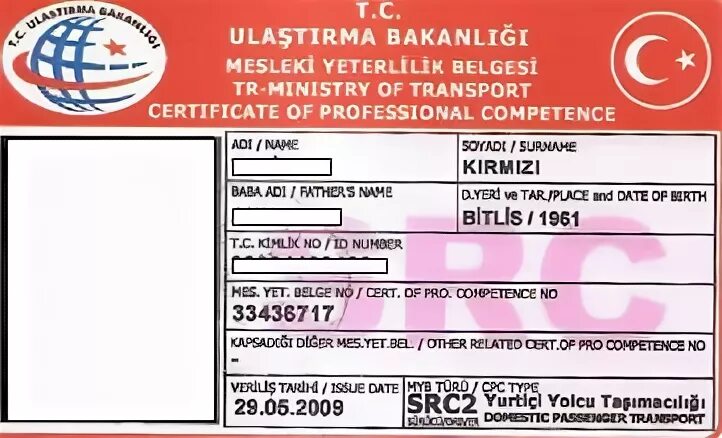 T.C. ULAŞTIRMA BAKANLIĞI
T.C.
ULAŞTIRMA BAKANLIĞI
MESLEKİ YETERLİLİK BELGESİ
TR-MINISTRY OF TRANSPORT
CERTIFICATE OF PROFESSIONAL COMPETENCE
ADI / NAME
SOYADI / SURNAME
KIRMIZI
BABA ADI / FATHER'S NAME
D.YERİ ve TAR./PLACE and DATE OF BIRTH
BİTLİS / 1961
T.C. KİMLİK NO / ID NUMBER
SRC
MES. YET. BELGE NO / CERT. OF PRO. COMPETENCE NO
33436717
KAPSADIĞI DİĞER MES.YET.BEL. / OTHER RELATED CERT.OF PRO COMPETENCE NO
-
VERİLİŞ TARİHİ / ISSUE DATE
29.05.2009
MYB TÜRÜ / CPC TYPE
SRC2 Yurtiçi Yolcu Taşımacılığı
SÜRÜCÜ/DRIVER DOMESTIC PASSENGER TRANSPORT